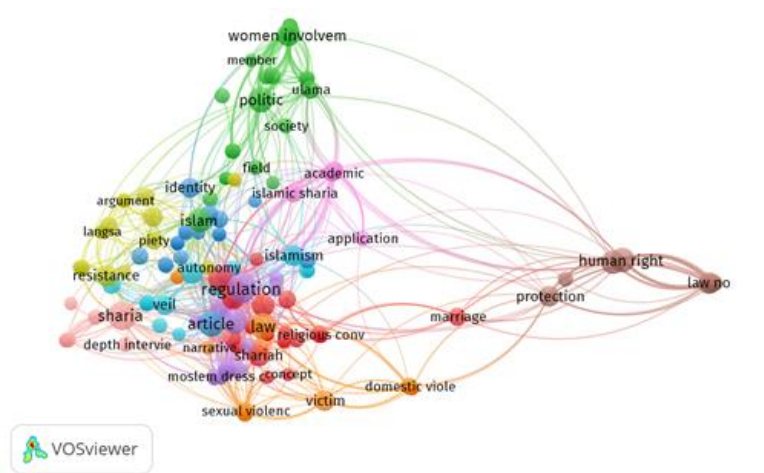 women involvem
member
ulama
politic
society
field
academic
identity
islamic sharia
argument
islam
langsa
piety
application
islamism
human right
resistance
autonomy
law no
regulation
protection
veil
sharia
article
law
marriage
religious conv
depth intervie
narrative
shariah
moslem dress c
concept
domestic viole
victim
sexual violenc
VOSviewer